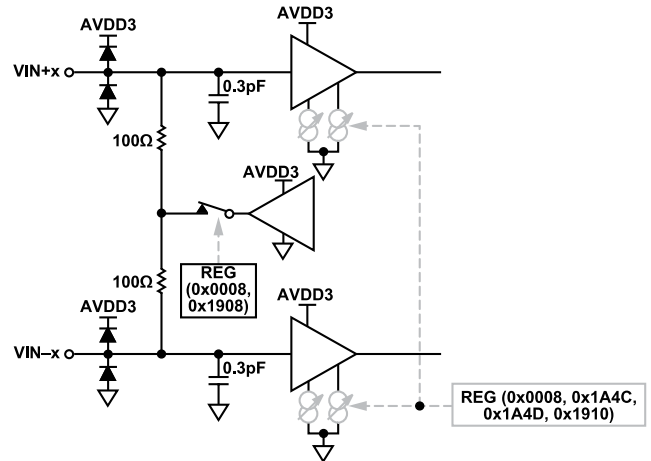 AVDD3
AVDD3
VIN+x
0.3pF
100Ω
AVDD3
REG
(0x0008,
0x1908)
100Ω
AVDD3
AVDD3
VIN–x
0.3pF
REG (0x0008, 0x1A4C,
0x1A4D, 0x1910)